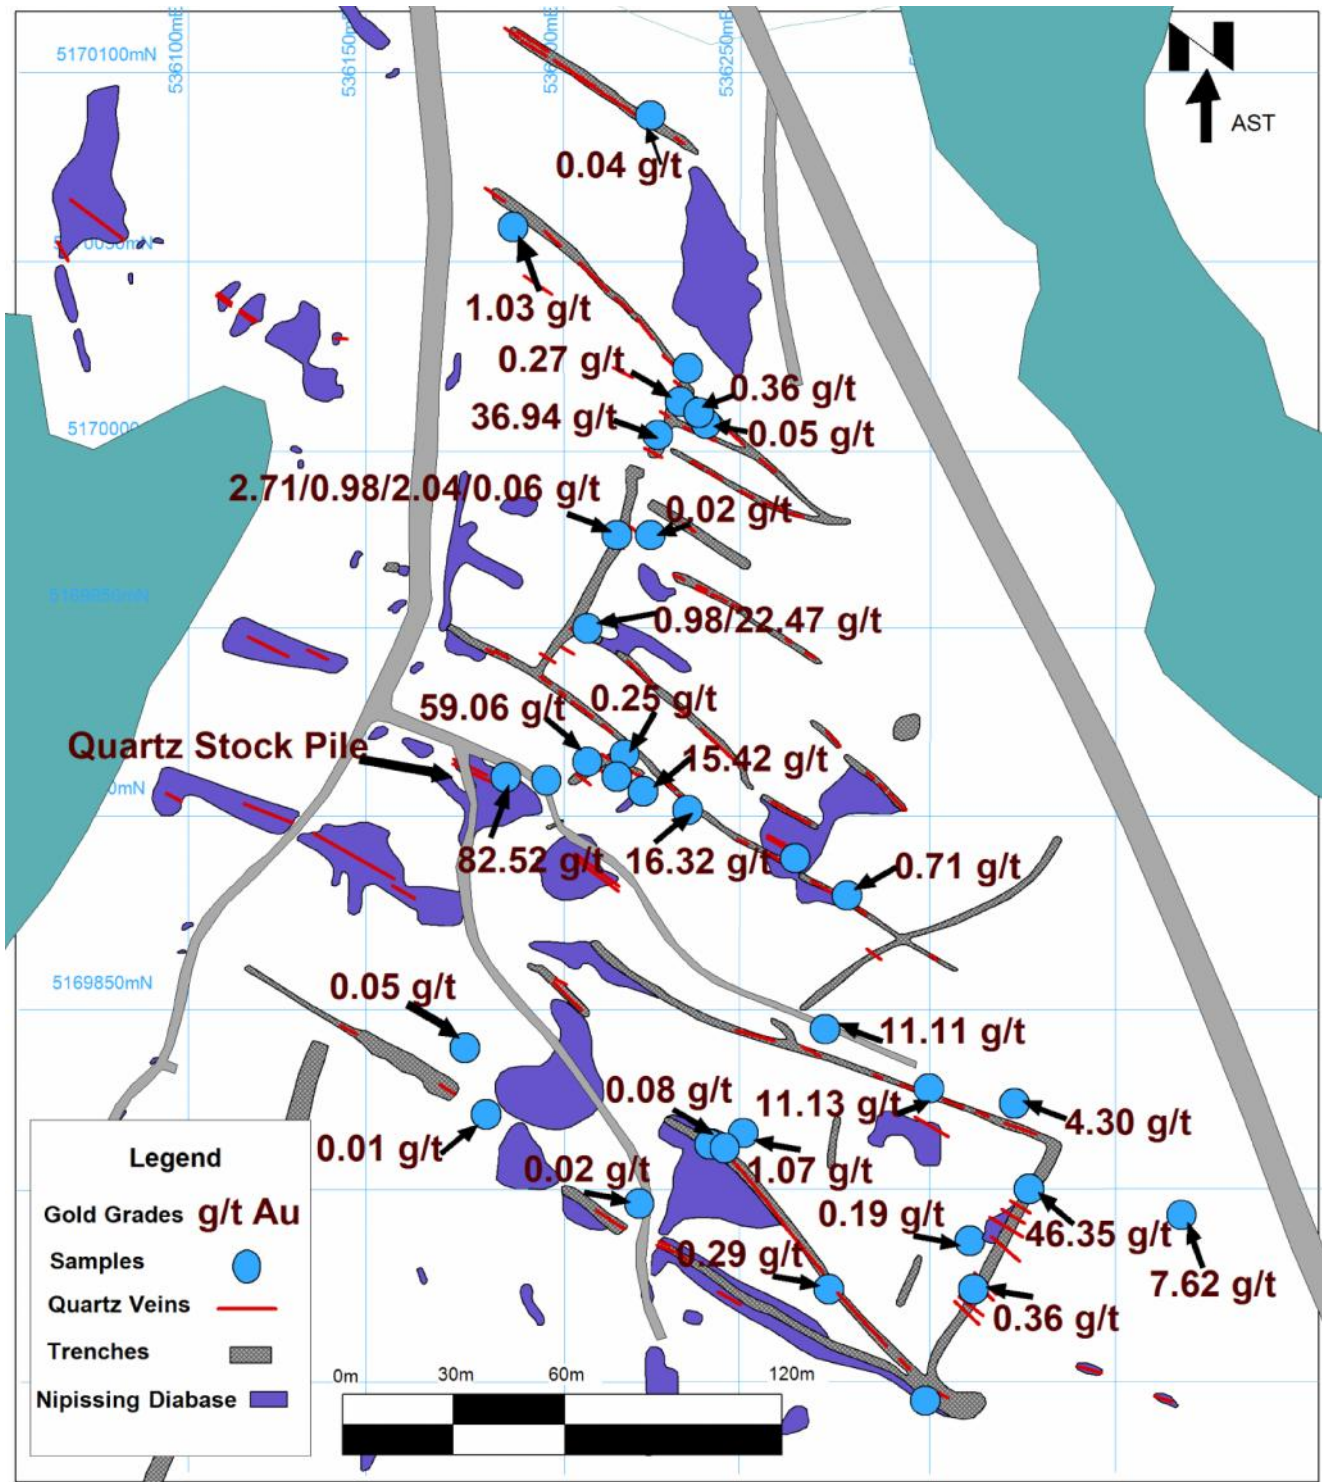 536100mE
536150mE
536250mE
5170100mN
AST
0.04 g/t
1.03 g/t
0.27 g/t
0.36 g/t
36.94 g/t
0.05 g/t
2.71/0.98/2.04/0.06 g/t
0.02 g/t
5169850mN
0.98/22.47 g/t
59.06 g/t
0.25 g/t
Quartz Stock Pile
15.42 g/t
82.52 g/t
16.32 g/t
0.71 g/t
5169850mN
0.05 g/t
11.11 g/t
0.08 g/t
11.13 g/t
4.30 g/t
0.01 g/t
1.07 g/t
0.02 g/t
0.19 g/t
46.35 g/t
0.29 g/t
7.62 g/t
0.36 g/t
Legend
Gold Grades g/t Au
Samples
Quartz Veins
Trenches
Nipissing Diabase
0m 30m 60m 120m